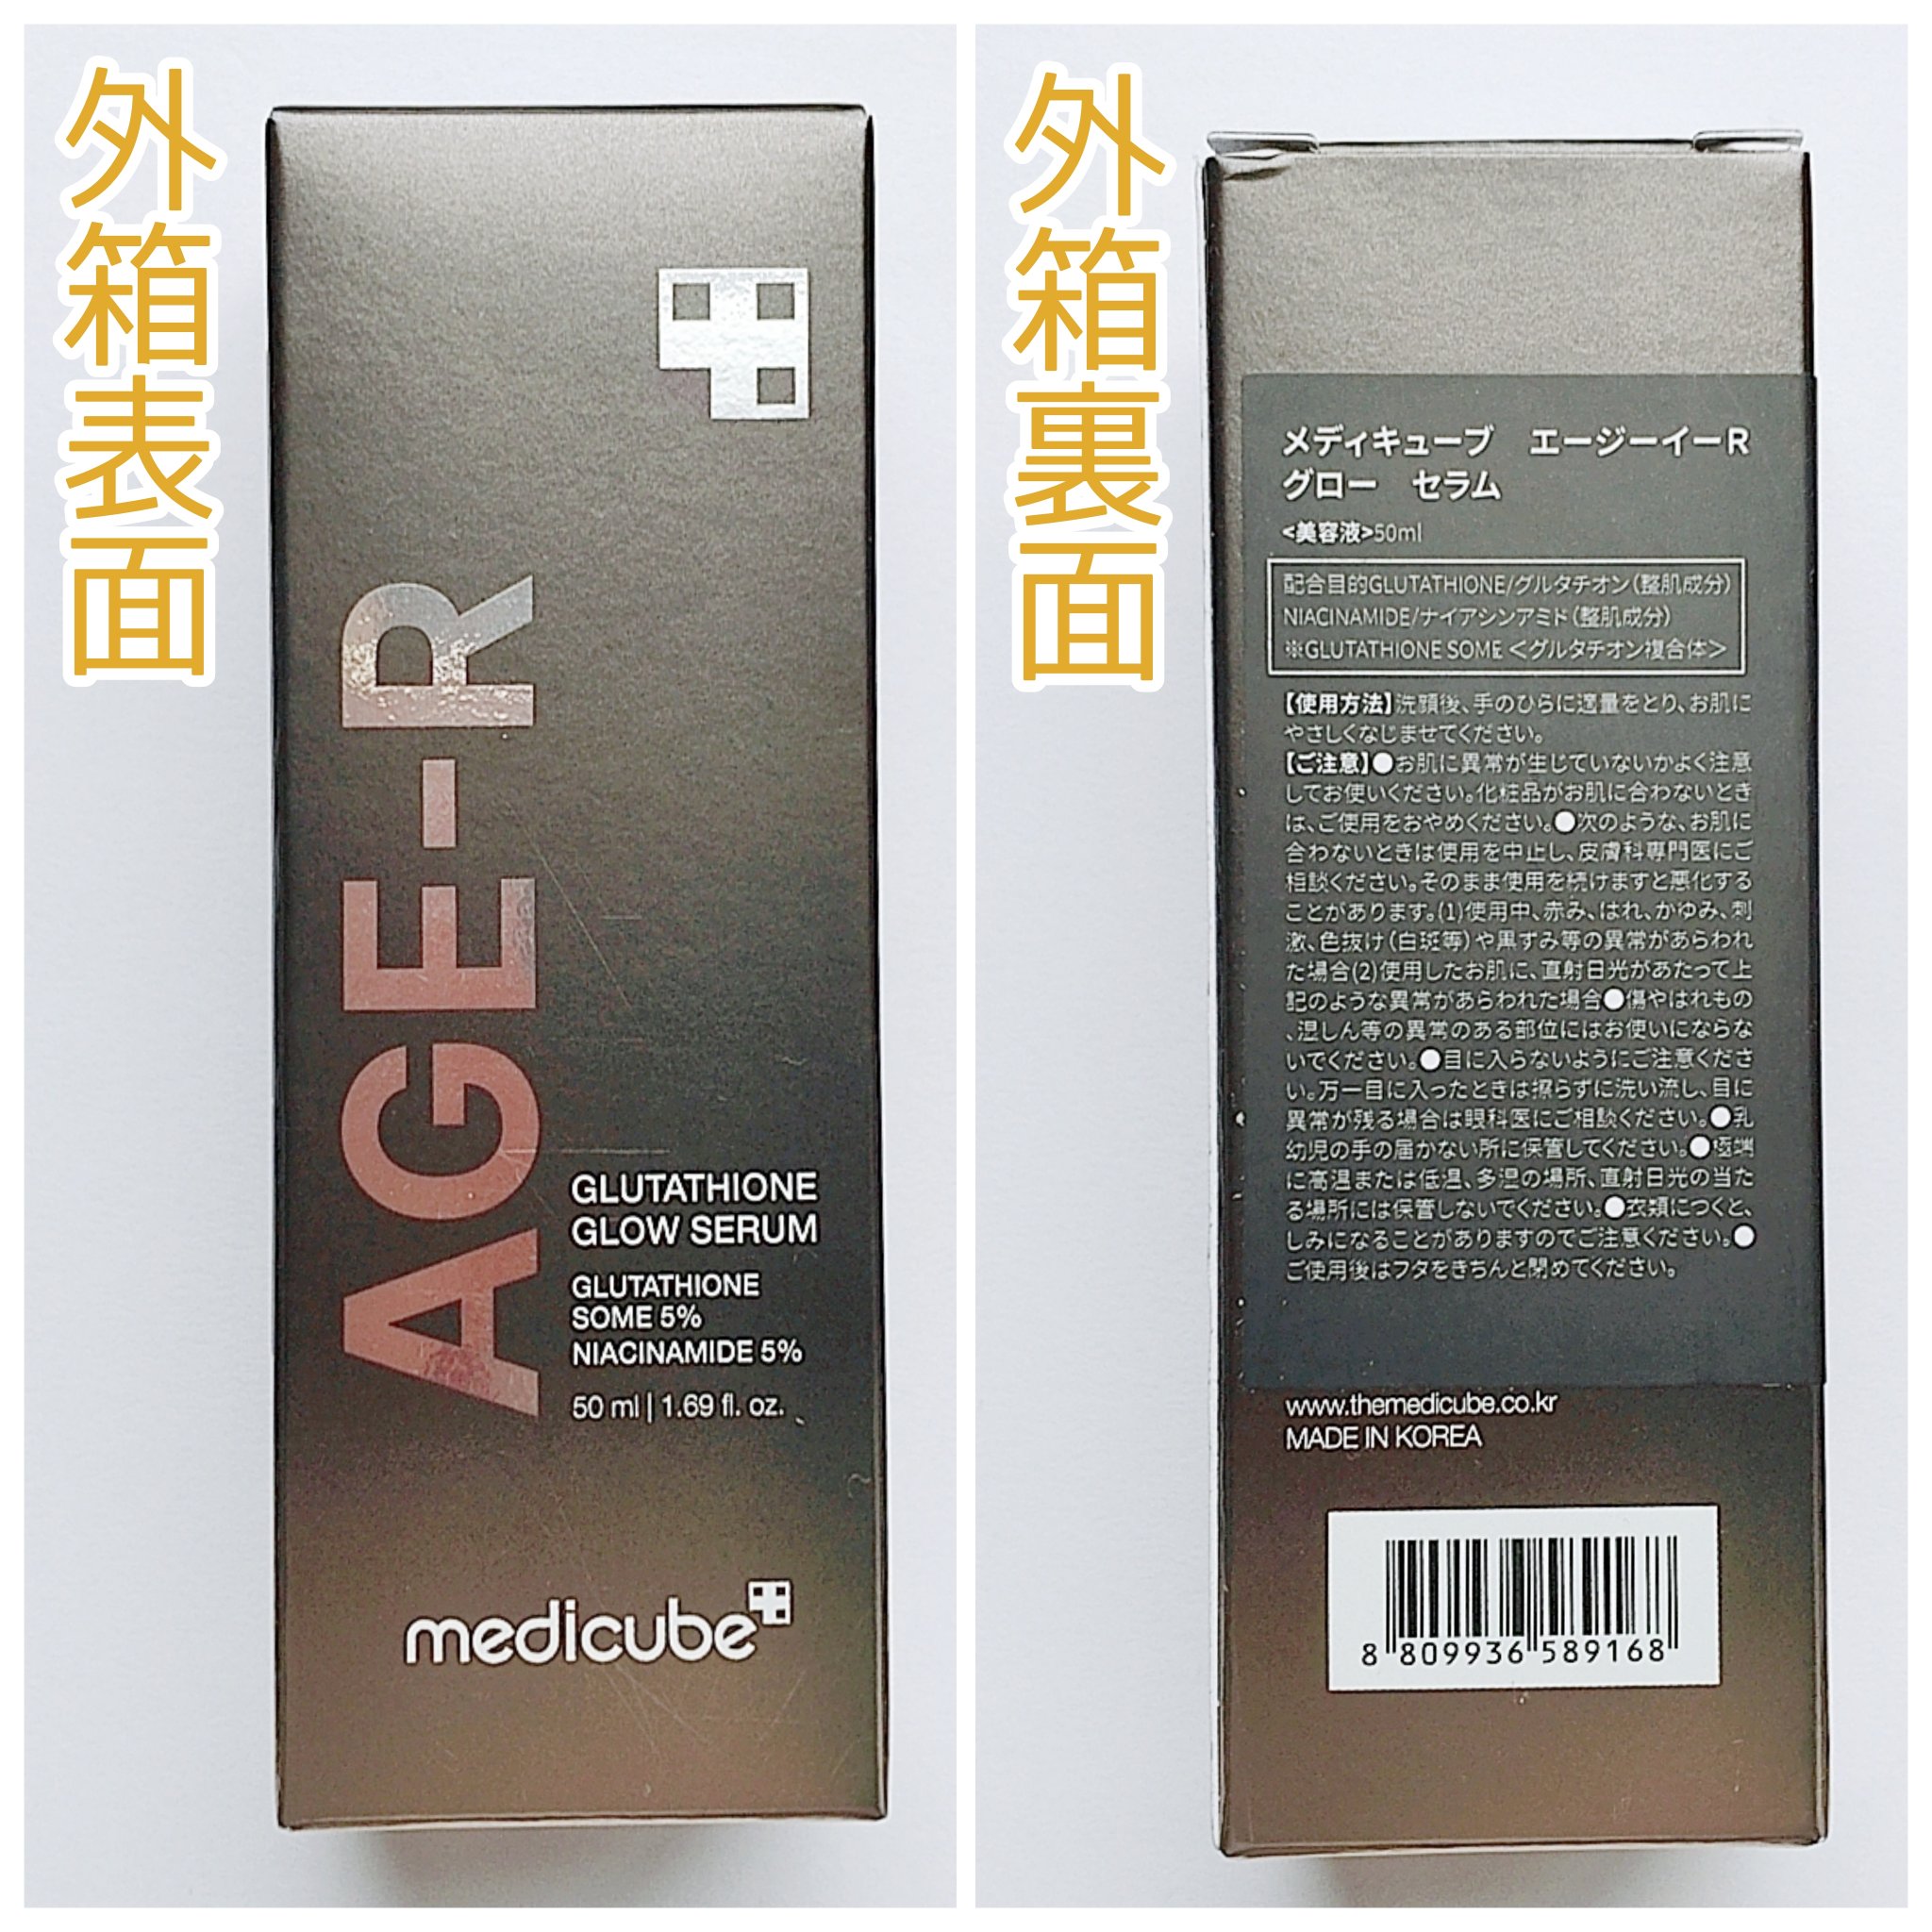 外箱表面
AGE-R
GLUTATHIONE
GLOW SERUM
GLUTATHIONE
SOME 5%
NIACINAMIDE 5%
50 ml | 1.69 fl. oz.
medicube
外箱裏面
メディキューブ　エージーイーR
グロー　セラム
<美容液>50ml
配合目的GLUTATHIONE/グルタチオン(整肌成分)
NIACINAMIDE/ナイアシンアミド(整肌成分)
※GLUTATHIONE SOME <グルタチオン複合体>
【使用方法】洗顔後、手のひらに適量をとり、お肌に
やさしくなじませてください。
【ご注意】●お肌に異常が生じていないかよく注意
してお使いください。化粧品がお肌に合わないとき
は、ご使用をおやめください。●次のような、お肌に
合わないときは使用を中止し、皮膚科専門医にご
相談ください。そのまま使用を続けますと悪化する
ことがあります。(1)使用中、赤み、はれ、かゆみ、刺
激、色抜け(白斑等)や黒ずみ等の異常があらわれ
た場合(2)使用したお肌に、直射日光があたって上
記のような異常があらわれた場合●傷やはれもの
、湿しん等の異常のある部位にはお使いにならな
いでください。●目に入らないようにご注意くださ
い。万一目に入ったときは擦らずに洗い流し、目に
異常が残る場合は眼科医にご相談ください。●乳
幼児の手の届かない所に保管してください。●極端
に高温または低温、多湿の場所、直射日光の当た
る場所には保管しないでください。●衣類につくと、
しみになることがありますのでご注意ください。●
ご使用後はフタをきちんと閉めてください。
www.themedicube.co.kr
MADE IN KOREA
8 809936 589168